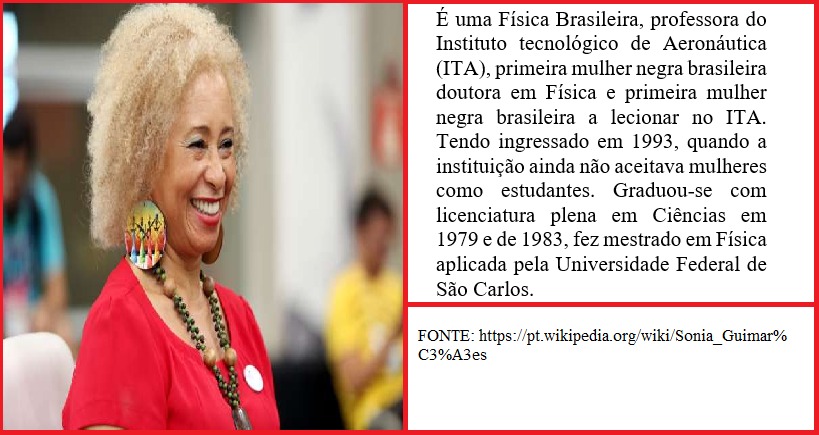 É uma Física Brasileira, professora do
Instituto tecnológico de Aeronáutica
(ITA), primeira mulher negra brasileira
doutora em Física e primeira mulher
negra brasileira a lecionar no ITA.
Tendo ingressado em 1993, quando a
instituição ainda não aceitava mulheres
como estudantes. Graduou-se com
licenciatura plena em Ciências em
1979 e de 1983, fez mestrado em Física
aplicada pela Universidade Federal de
São Carlos.
FONTE: https://pt.wikipedia.org/wiki/Sonia_Guimar%
C3%A3es